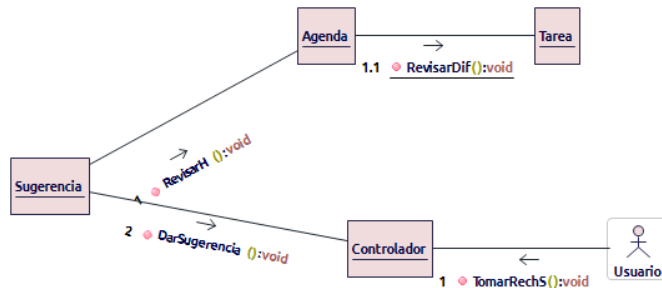 Agenda
Tarea
1.1 RevisarDif():void
1 RevisarH ():void
Sugerencia
2 DarSugerencia ():void
Controlador
1 TomarRechS():void
Usuario